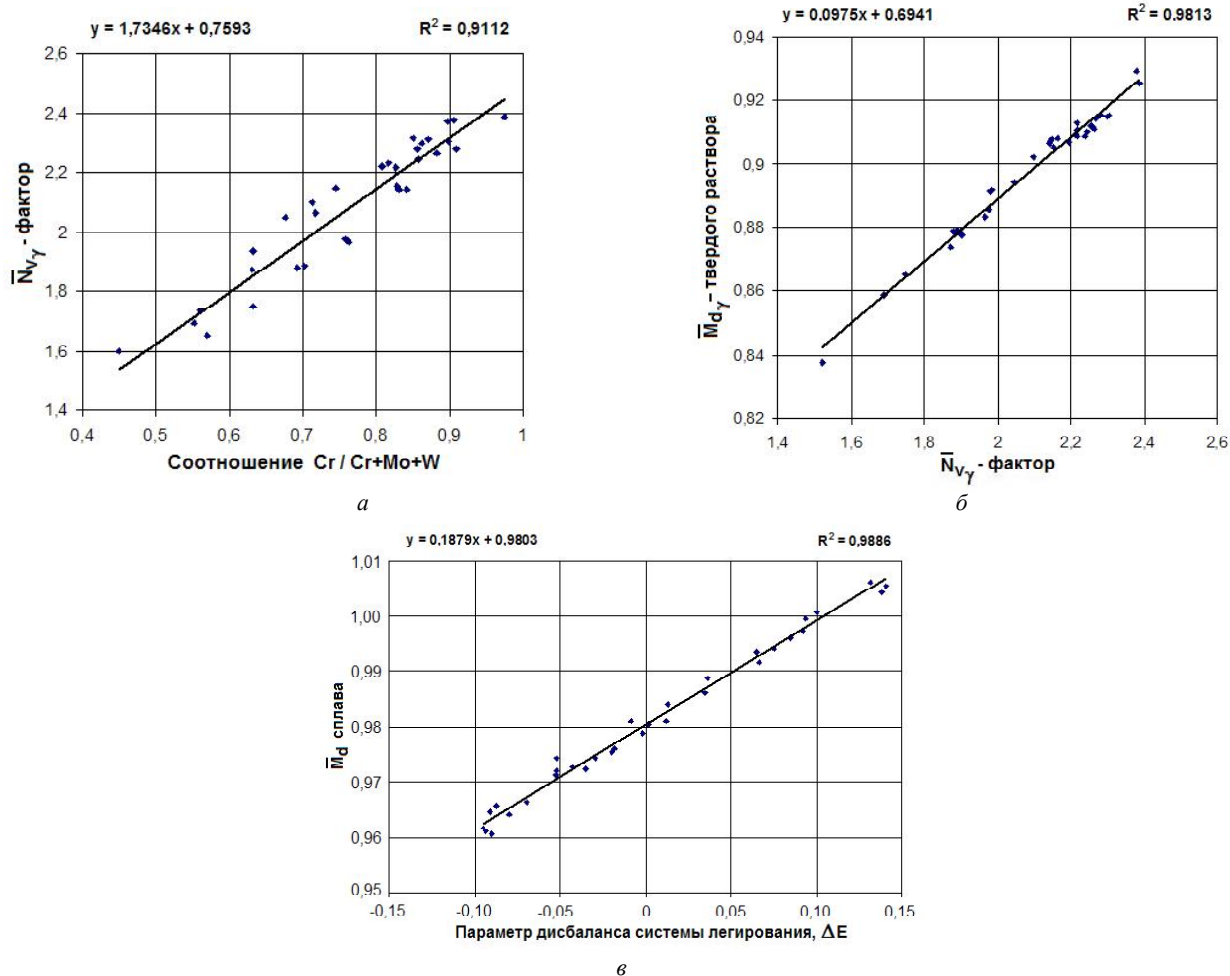 y = 1,7346x + 0,7593 R² = 0,9112
2,6
2,4
2,2
2
1,8
1,6
1,4
0,4 0,5 0,6 0,7 0,8 0,9 1
N̅vγ - фактор
Соотношение Cr / Cr+Mo+W
а
y = 0.0975x + 0.6941 R² = 0.9813
0,94
0,92
0,9
0,88
0,86
0,84
0,82
1,4 1,6 1,8 2 2,2 2,4 2,6
M̅dγ – твердого раствора
N̅vγ - фактор
б
y = 0,1879x + 0,9803 R² = 0,9886
1,01
1,00
0,99
0,98
0,97
0,96
0,95
-0,15 -0,10 -0,05 0 0,05 0,10 0,15
M̅d сплава
Параметр дисбаланса системы легирования, ΔE
в